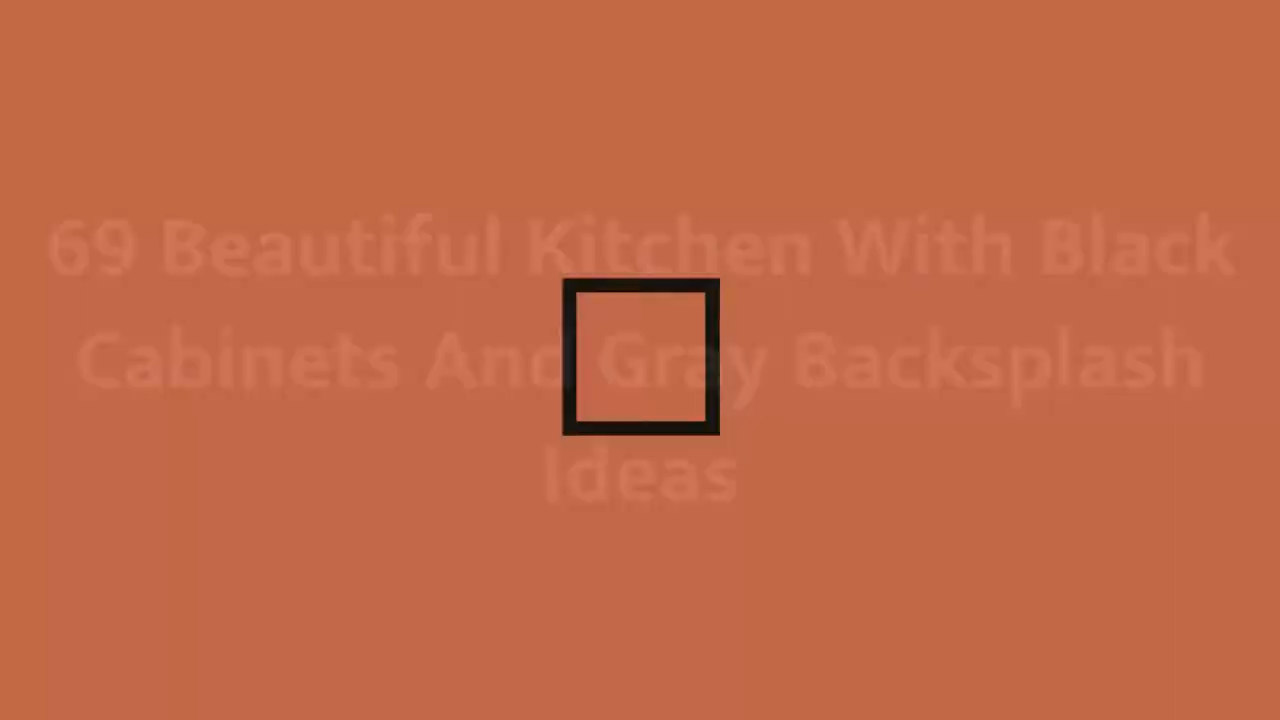 69 Beautiful Kitchen With Black
Cabinets And Gray Backsplash
Ideas